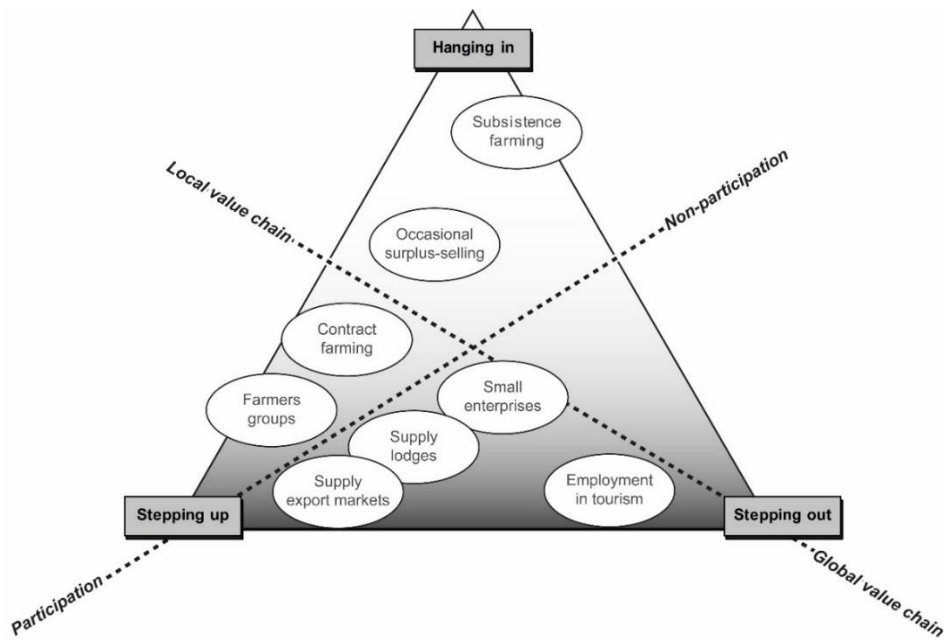 Hanging in
Subsistence
farming
Local value chain
Non-participation
Occasional
surplus-selling
Contract
farming
Farmers
groups
Small
enterprises
Supply
lodges
Supply
export markets
Employment
in tourism
Stepping up
Stepping out
Participation
Global value chain